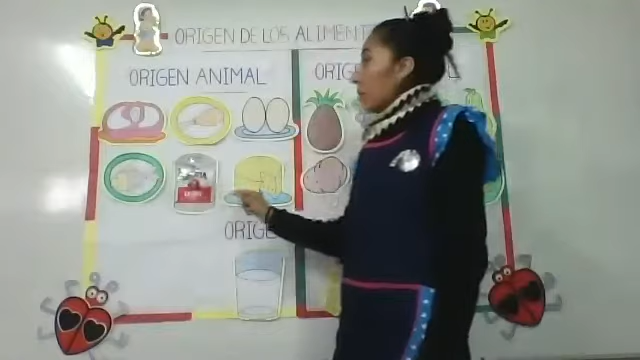 ORIGEN DE LOS ALIMENT
ORIGEN ANIMAL
ORIG L
ORIGE